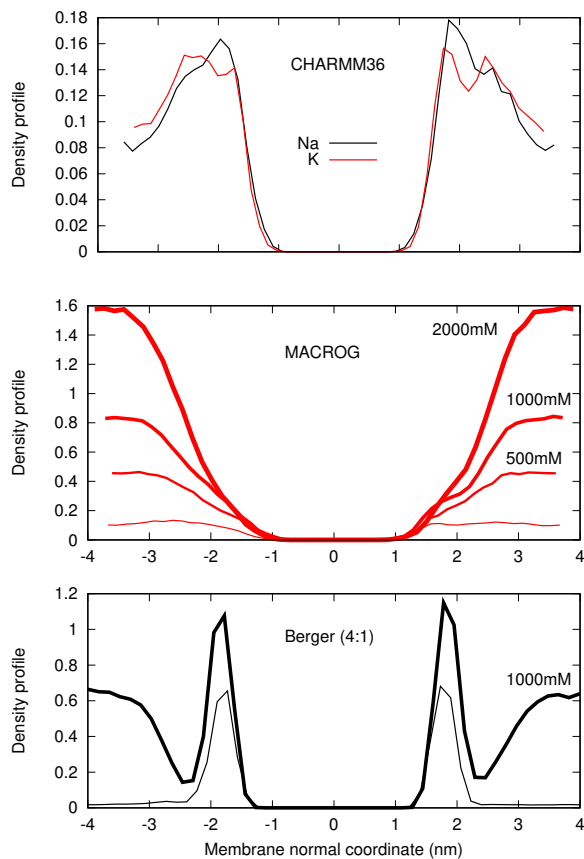 0.18
0.16
0.14
0.12
0.1
0.08
0.06
0.04
0.02
0
Density profile
CHARMM36
Na
K
1.6
1.4
1.2
1
0.8
0.6
0.4
0.2
0
Density profile
MACROG
2000mM
1000mM
500mM
-4 -3 -2 -1 0 1 2 3 4
1.2
1
0.8
0.6
0.4
0.2
0
Density profile
Berger (4:1)
1000mM
-4 -3 -2 -1 0 1 2 3 4
Membrane normal coordinate (nm)